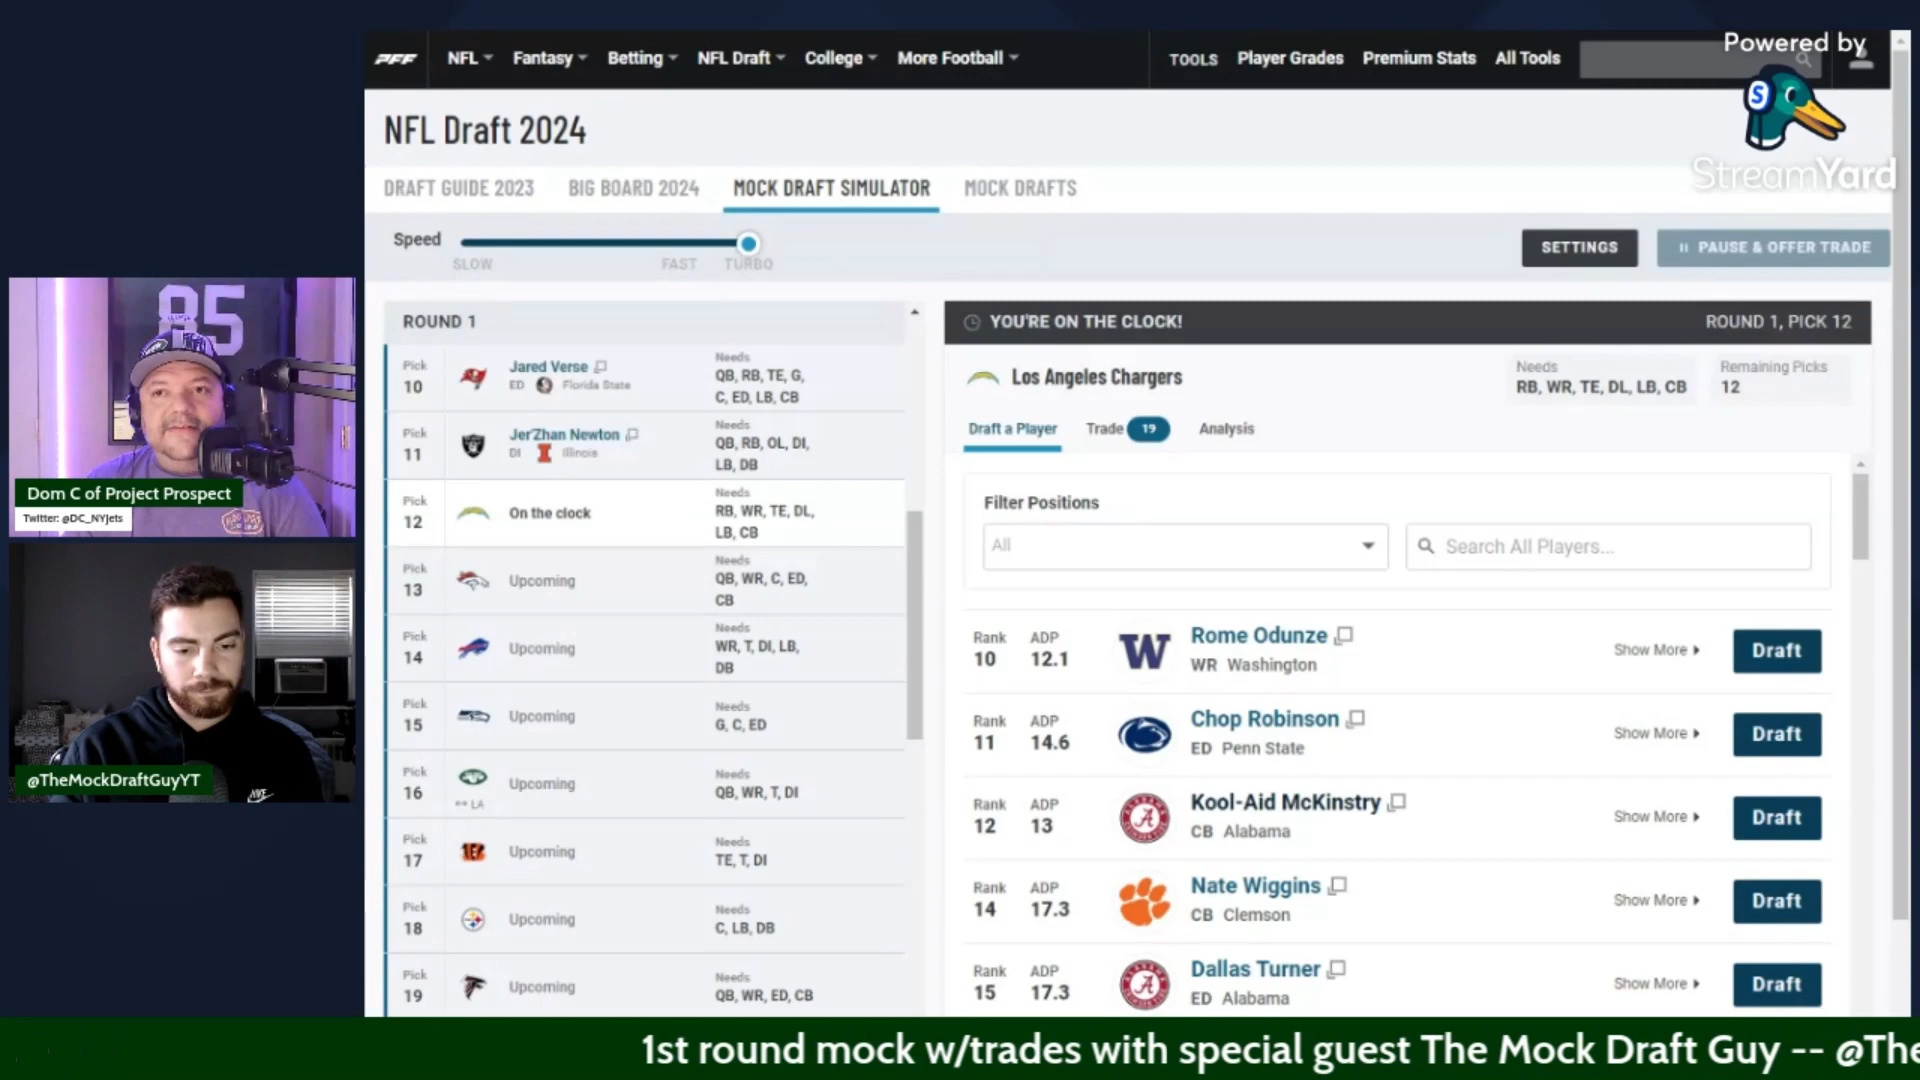 Powered by
StreamYard
PFF
NFL
Fantasy
Betting
NFL Draft
College
More Football
TOOLS
Player Grades
Premium Stats
All Tools
NFL Draft 2024
DRAFT GUIDE 2023
BIG BOARD 2024
MOCK DRAFT SIMULATOR
MOCK DRAFTS
Speed
SLOW
FAST
TURBO
SETTINGS
PAUSE & OFFER TRADE
85
Dom C of Project Prospect
Twitter: @DC_NYJets
@TheMockDraftGuyYT
ROUND 1
Pick
10
Jared Verse
ED Florida State
Needs
QB, RB, TE, G,
C, ED, LB, CB
Pick
11
Jer'Zhan Newton
DI Illinois
Needs
QB, RB, OL, DI,
LB, DB
Pick
12
On the clock
Needs
RB, WR, TE, DL,
LB, CB
Pick
13
Upcoming
Needs
QB, WR, C, ED,
CB
Pick
14
Upcoming
Needs
WR, T, DI, LB,
DB
Pick
15
Upcoming
Needs
G, C, ED
Pick
16
LA
Upcoming
Needs
QB, WR, T, DI
Pick
17
Upcoming
Needs
TE, T, DI
Pick
18
Upcoming
Needs
C, LB, DB
Pick
19
Upcoming
Needs
QB, WR, ED, CB
YOU'RE ON THE CLOCK!
ROUND 1, PICK 12
Los Angeles Chargers
Needs
RB, WR, TE, DL, LB, CB
Remaining Picks
12
Draft a Player
Trade 19
Analysis
Filter Positions
All
Search All Players...
Rank
10
ADP
12.1
Rome Odunze
WR Washington
Show More
Draft
Rank
11
ADP
14.6
Chop Robinson
ED Penn State
Show More
Draft
Rank
12
ADP
13
Kool-Aid McKinstry
CB Alabama
Show More
Draft
Rank
14
ADP
17.3
Nate Wiggins
CB Clemson
Show More
Draft
Rank
15
ADP
17.3
Dallas Turner
ED Alabama
Show More
Draft
1st round mock w/trades with special guest The Mock Draft Guy -- @The